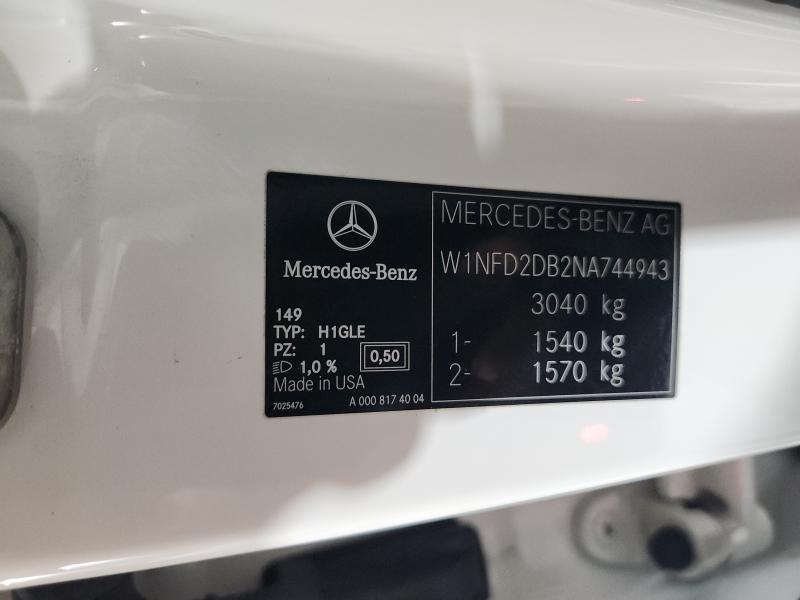 Mercedes-Benz
149
TYP: H1GLE
PZ: 1
0,50
1,0 %
Made in USA
7025476
A 000 817 40 04
MERCEDES-BENZ AG
W1NFD2DB2NA744943
3040 kg
1- 1540 kg
2- 1570 kg